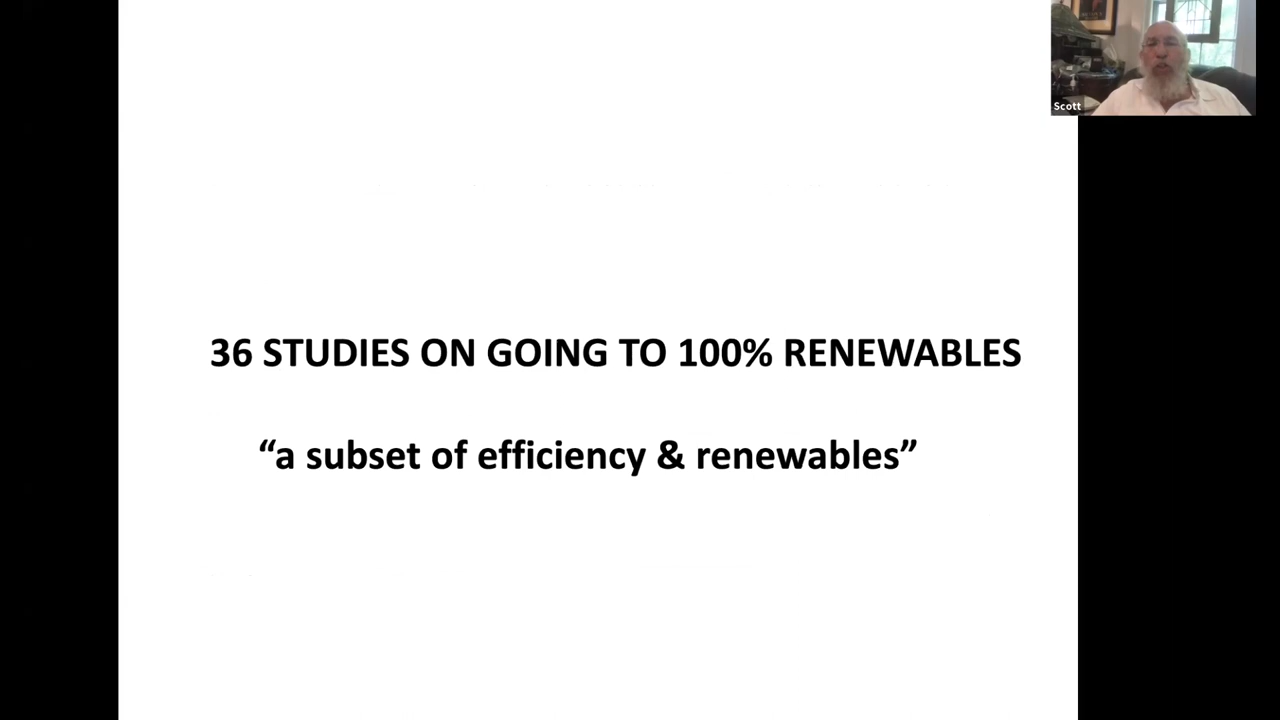 Scott
36 STUDIES ON GOING TO 100% RENEWABLES
“a subset of efficiency & renewables”